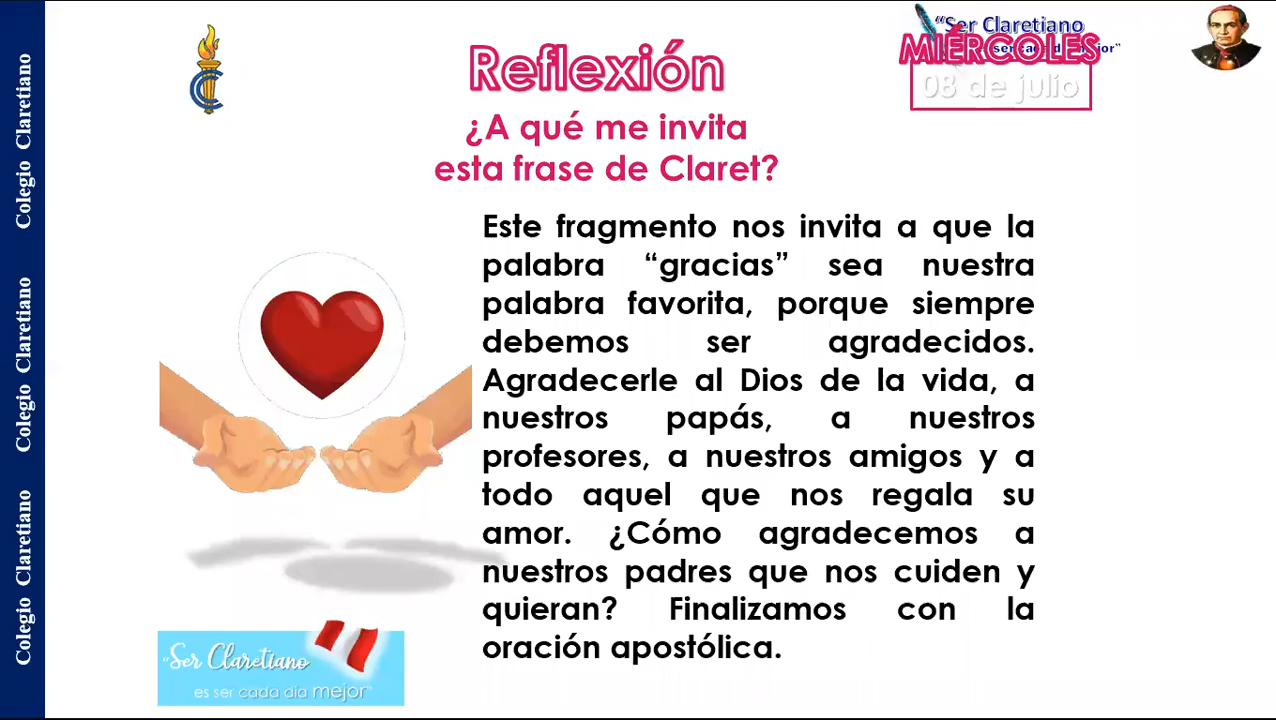 Colegio Claretiano
Colegio Claretiano
Colegio Claretiano
"Ser Claretiano
MIÉRCOLES
08 de julio
Reflexión
¿A qué me invita
esta frase de Claret?
Este fragmento nos invita a que la
palabra “gracias” sea nuestra
palabra favorita, porque siempre
debemos ser agradecidos.
Agradecerle al Dios de la vida, a
nuestros papás, a nuestros
profesores, a nuestros amigos y a
todo aquel que nos regala su
amor. ¿Cómo agradecemos a
nuestros padres que nos cuiden y
quieran? Finalizamos con la
oración apostólica.
"Ser Claretiano
es ser cada dia mejor"